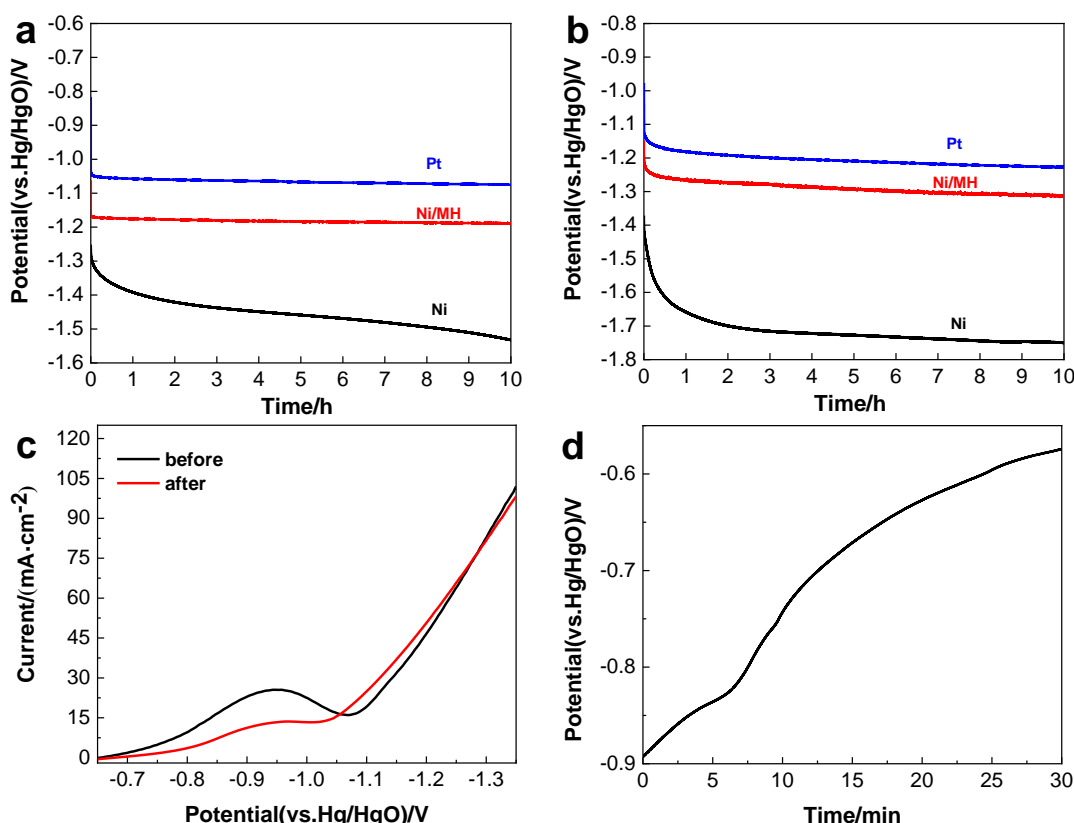 a
-0.6
-0.7
-0.8
-0.9
-1.0
-1.1
-1.2
-1.3
-1.4
-1.5
-1.6
Potential(vs.Hg/HgO)/V
Pt
Ni/MH
Ni
0 1 2 3 4 5 6 7 8 9 10
Time/h
b
-0.8
-0.9
-1.0
-1.1
-1.2
-1.3
-1.4
-1.5
-1.6
-1.7
-1.8
Potential(vs.Hg/HgO)/V
Pt
Ni/MH
Ni
0 1 2 3 4 5 6 7 8 9 10
Time/h
c
120
105
90
75
60
45
30
15
0
Current/(mA·cm-2)
before
after
-0.7 -0.8 -0.9 -1.0 -1.1 -1.2 -1.3
Potential(vs.Hg/HgO)/V
d
-0.6
-0.7
-0.8
-0.9
Potential(vs.Hg/HgO)/V
0 5 10 15 20 25 30
Time/min